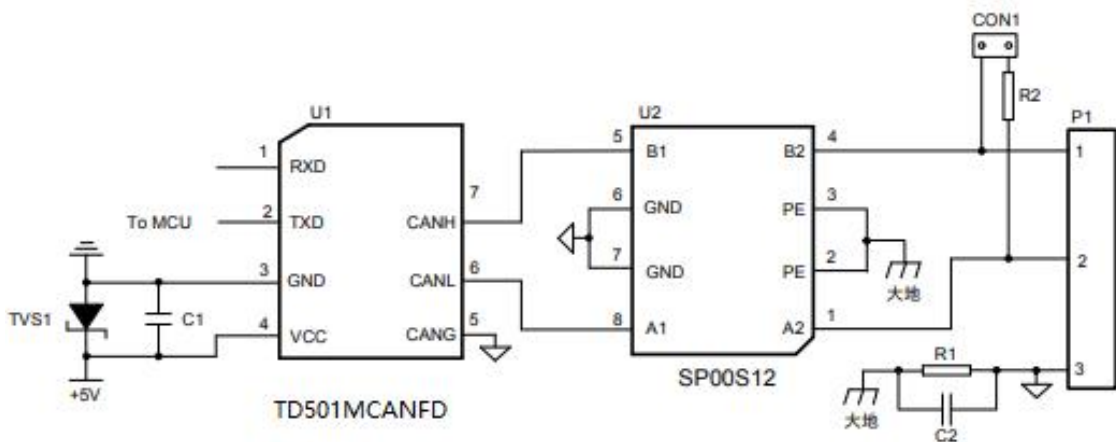 CON1
R2
P1
U1
U2
1
RXD
7
5
B1
B2
4
1
To MCU
2
TXD
CANH
6
GND
PE
3
3
GND
CANL
6
7
GND
PE
2
大地
2
TVS1
C1
4
VCC
CANG
5
8
A1
A2
1
+5V
TD501MCANFD
SP00S12
R1
3
大地
C2